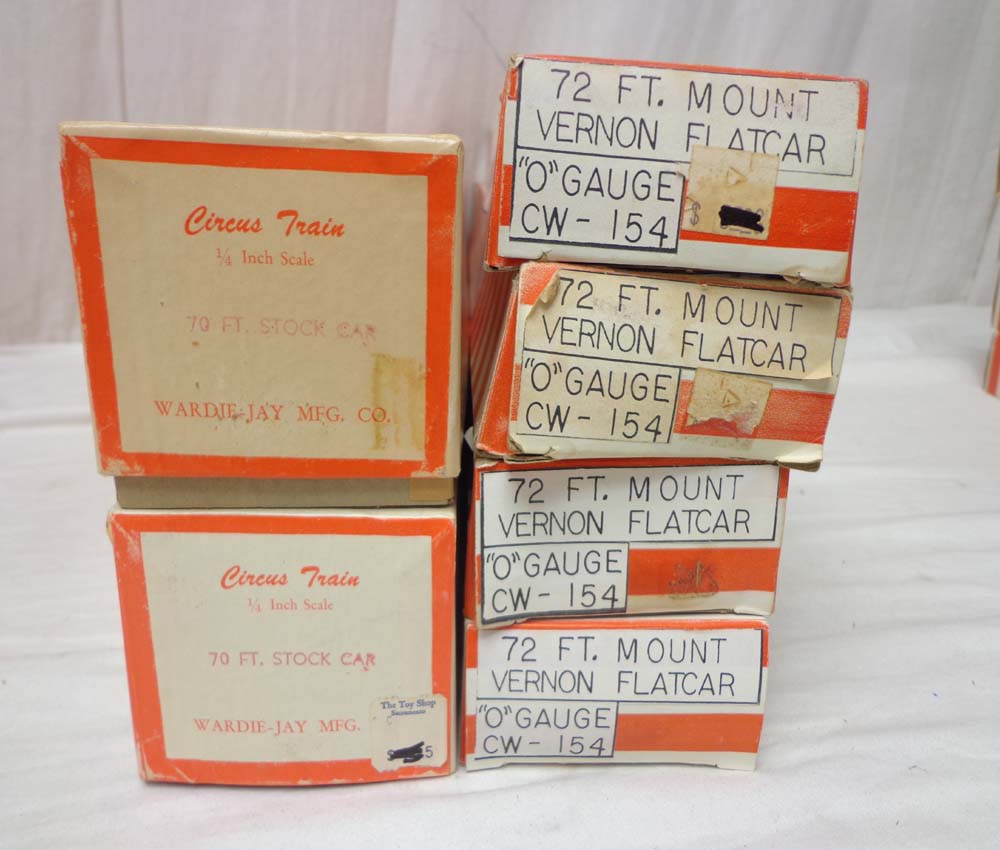 Circus Train
1/4 Inch Scale
70 FT. STOCK CAR
WARDIE-JAY MFG. CO.
Circus Train
1/4 Inch Scale
70 FT. STOCK CAR
WARDIE-JAY MFG.
The Toy Shop
Sacramento
5
72 FT. MOUNT
VERNON FLATCAR
"O" GAUGE
CW- 154
$
72 FT. MOUNT
VERNON FLATCAR
"O" GAUGE
CW- 154
72 FT. MOUNT
VERNON FLATCAR
"O" GAUGE
CW- 154
72 FT. MOUNT
VERNON FLATCAR
"O" GAUGE
CW- 154